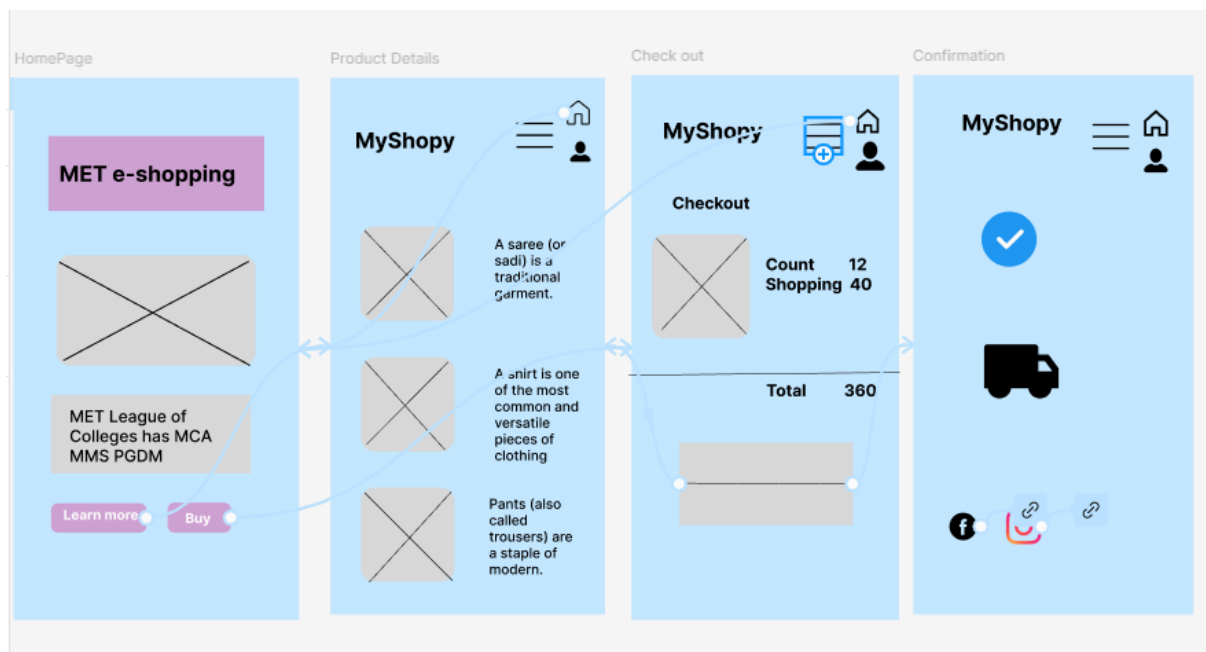 HomePage
MET e-shopping
MET League of
Colleges has MCA
MMS PGDM
Learn more
Buy
Product Details
MyShopy
A saree (or
sadi) is a
traditional
garment.
A shirt is one
of the most
common and
versatile
pieces of
clothing
Pants (also
called
trousers) are
a staple of
modern.
Check out
MyShopy
Checkout
Count 12
Shopping 40
Total 360
Confirmation
MyShopy